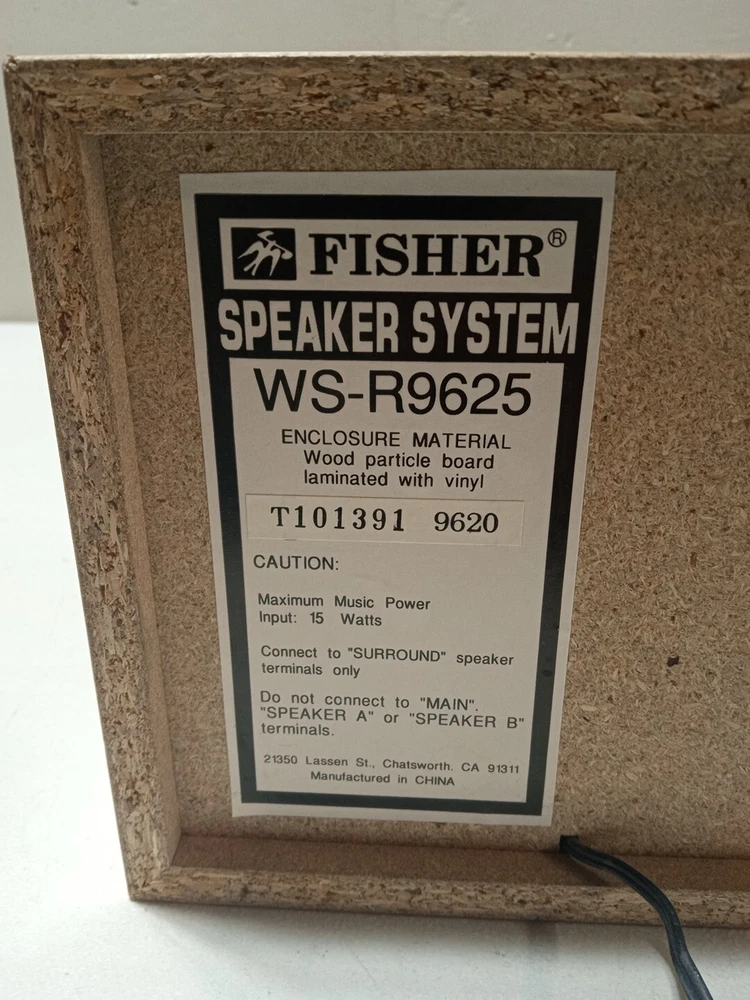 FISHER®
SPEAKER SYSTEM
WS-R9625
ENCLOSURE MATERIAL
Wood particle board
laminated with vinyl
T101391 9620
CAUTION:
Maximum Music Power
Input: 15 Watts
Connect to "SURROUND" speaker
terminals only
Do not connect to "MAIN".
"SPEAKER A" or "SPEAKER B"
terminals.
21350 Lassen St., Chatsworth. CA 91311
Manufactured in CHINA